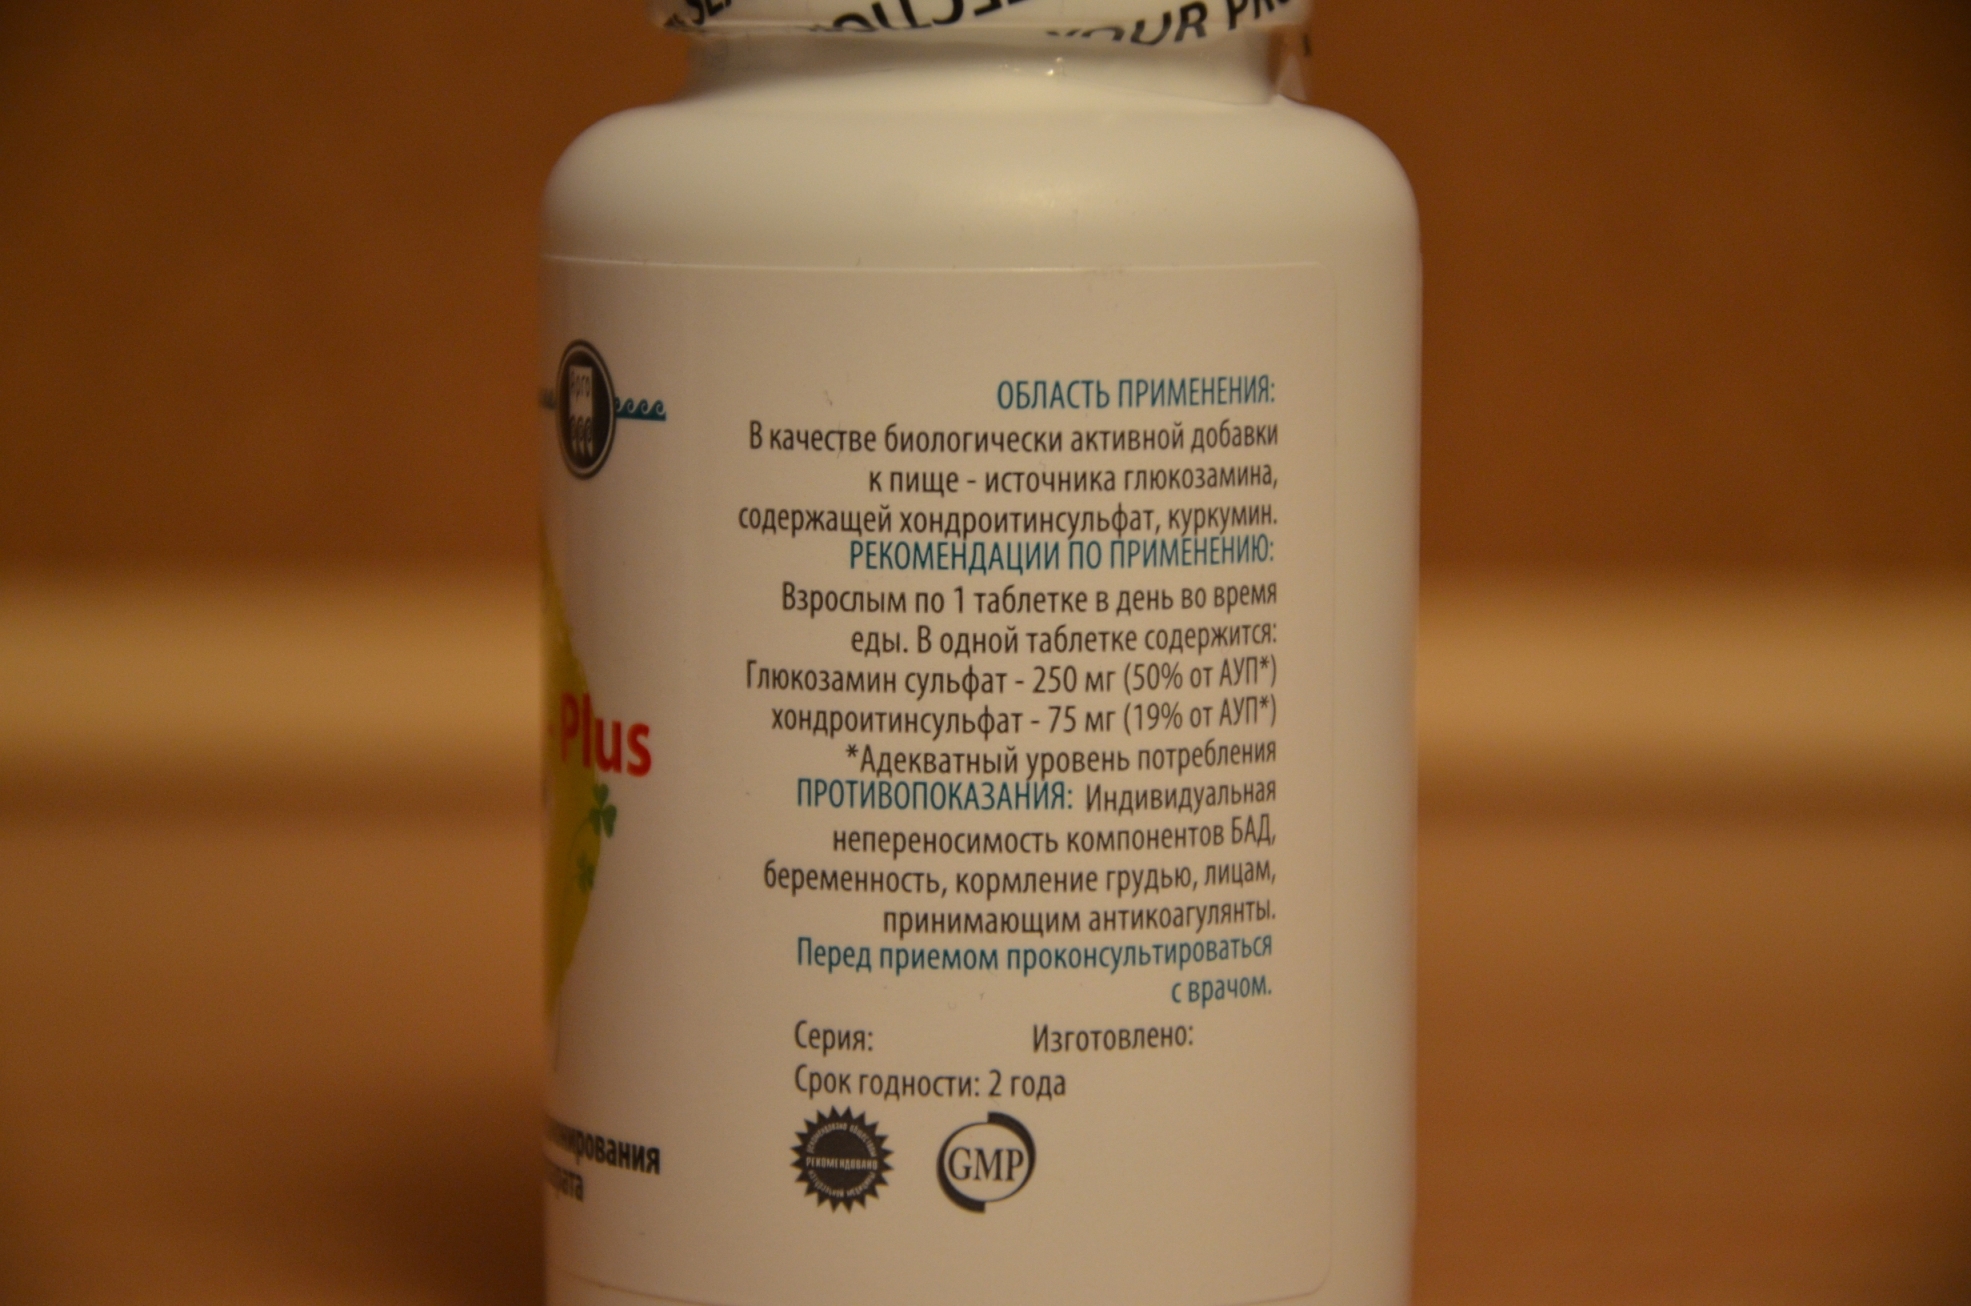 YOUR
ОБЛАСТЬ ПРИМЕНЕНИЯ:
В качестве биологически активной добавки
к пище - источника глюкозамина,
содержащей хондроитинсульфат, куркумин.
РЕКОМЕНДАЦИИ ПО ПРИМЕНЕНИЮ:
Взрослым по 1 таблетке в день во время
еды. В одной таблетке содержится:
Глюкозамин сульфат - 250 мг (50% от АУП*)
хондроитинсульфат - 75 мг (19% от АУП*)
*Адекватный уровень потребления
ПРОТИВОПОКАЗАНИЯ: Индивидуальная
непереносимость компонентов БАД,
беременность, кормление грудью, лицам,
принимающим антикоагулянты.
Перед приемом проконсультироваться
с врачом.
Серия: Изготовлено:
Срок годности: 2 года
РЕКОМЕНДОВАНО
GMP
Plus